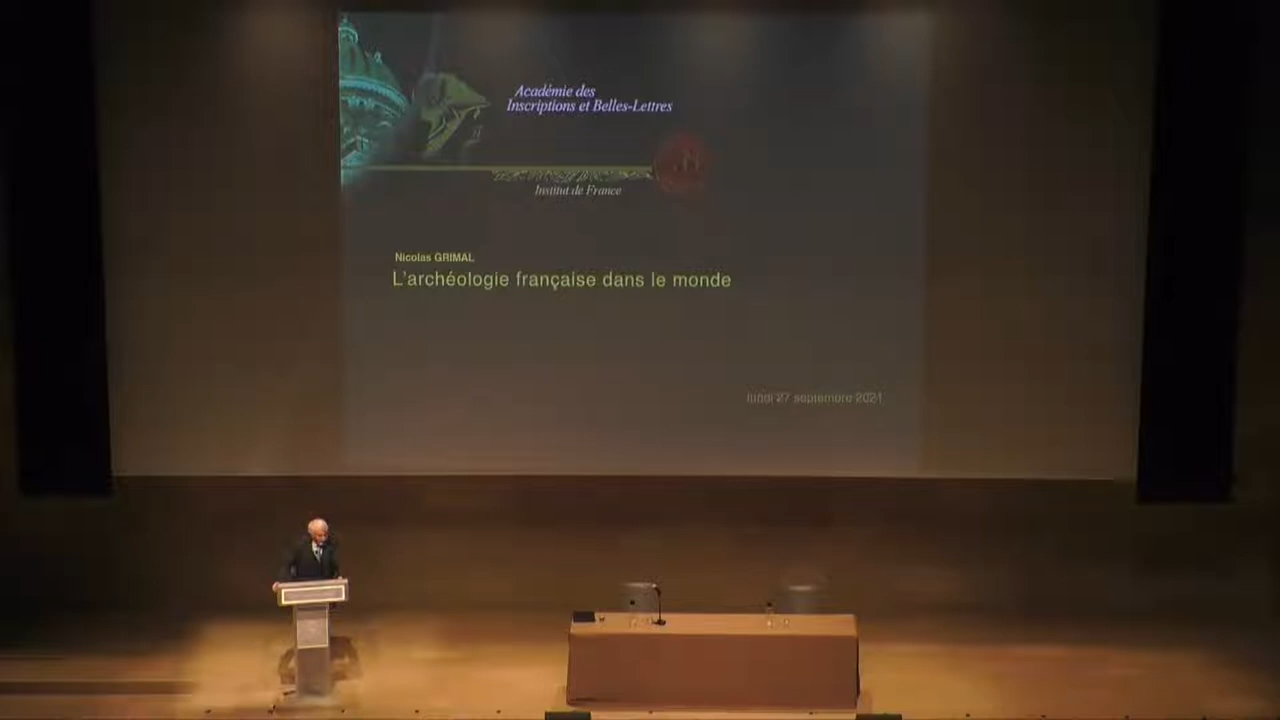 Académie des
Inscriptions et Belles-Lettres
Institut de France
Nicolas GRIMAL
L'archéologie française dans le monde
lundi 27 septembre 2021